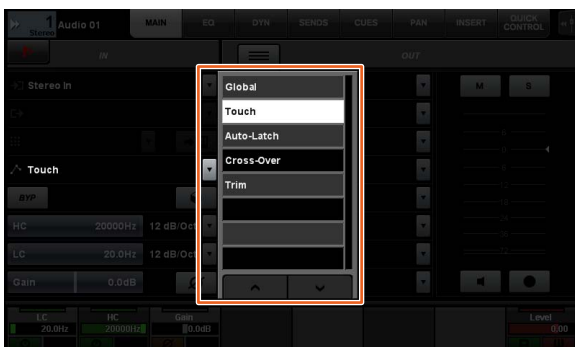 1 Audio 01 MAIN EQ DYN SENDS CUES PAN INSERT QUICK CONTROL
Stereo
IN OUT
Stereo In M S
Global
Touch
Auto-Latch
Cross-Over
Trim
Touch
BYP
HC 20000Hz 12 dB/Oct
LC 20.0Hz 12 dB/Oct
Gain 0.0dB
LC HC Gain Level
20.0Hz 20000Hz 0.0dB 0.00